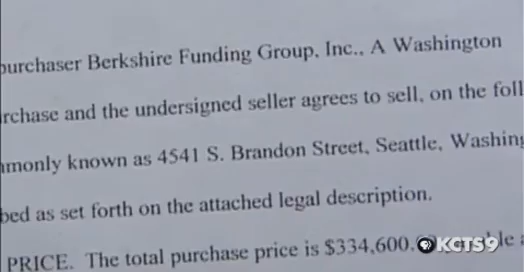 purchaser Berkshire Funding Group, Inc., A Washington
rchase and the undersigned seller agrees to sell, on the foll
mmonly known as 4541 S. Brandon Street, Seattle, Washing
bed as set forth on the attached legal description.
PRICE. The total purchase price is $334,600.
KCTS9